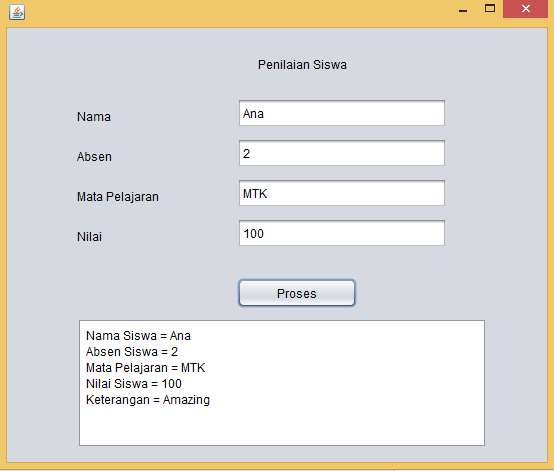 Penilaian Siswa
Nama Ana
Absen 2
Mata Pelajaran MTK
Nilai 100
Proses
Nama Siswa = Ana
Absen Siswa = 2
Mata Pelajaran = MTK
Nilai Siswa = 100
Keterangan = Amazing